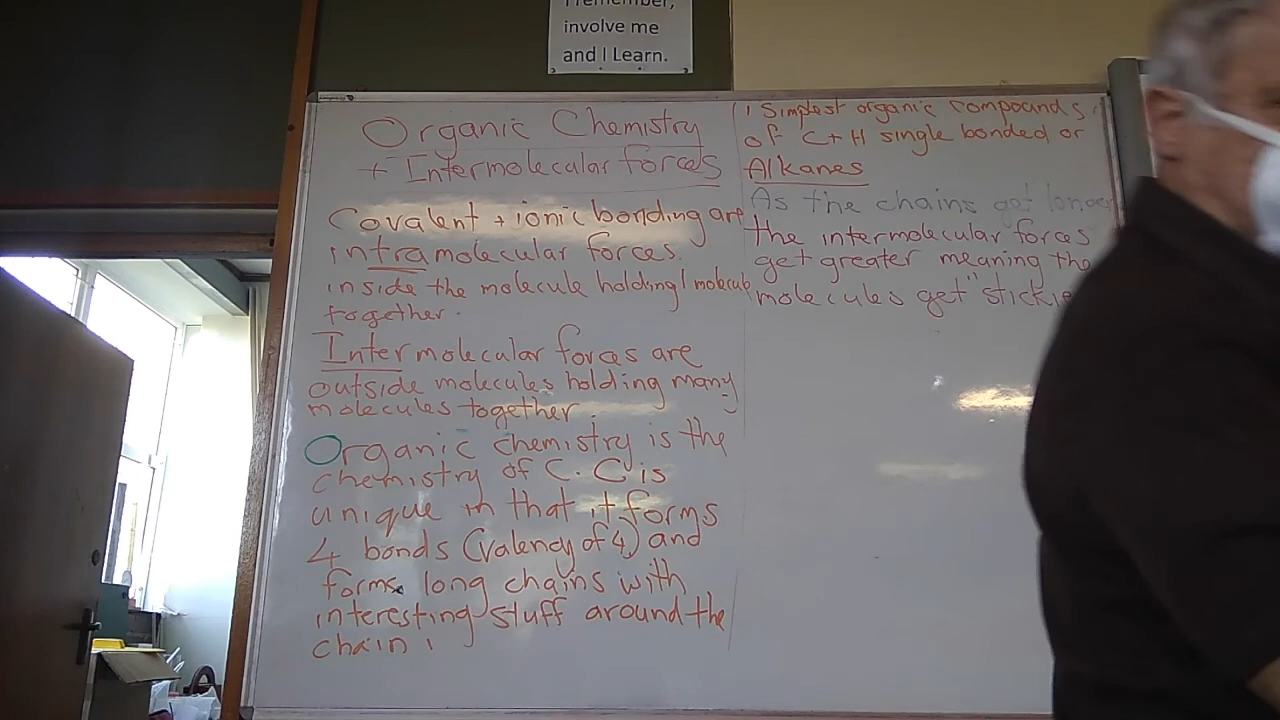 I remember,
involve me
and I Learn.
Organic Chemistry
+ Intermolecular forces
Covalent + ionic bonding are
intramolecular forces.
inside the molecule holding 1 molecule
together.
Intermolecular forces are
outside molecules holding many
molecules together.
Organic chemistry is the
chemistry of C. C is
unique in that it forms
4 bonds (valency of 4) and
forms long chains with
interesting stuff around the
chain.
Simplest organic compounds
of C + H single bonded or
Alkanes
As the chains get longer
the intermolecular forces
get greater meaning the
molecules get "stickie